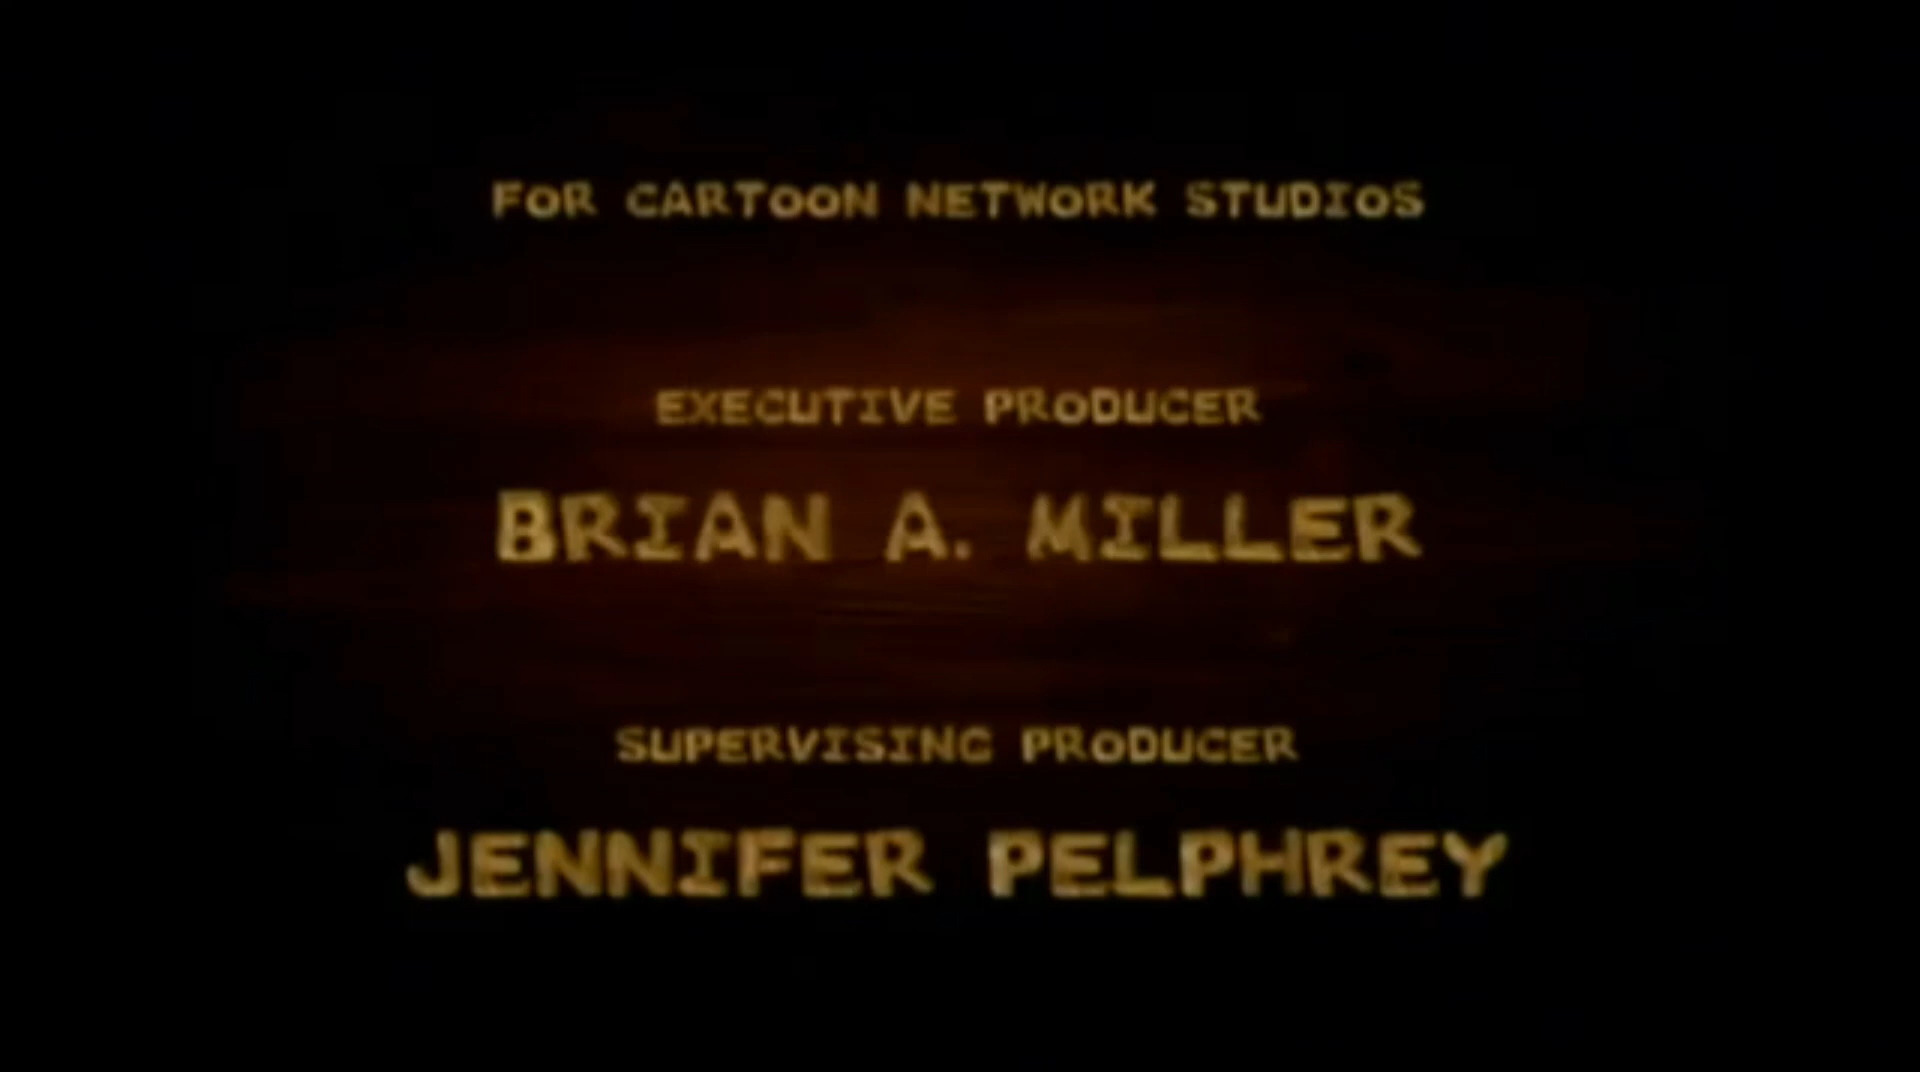 FOR CARTOON NETWORK STUDIOS
EXECUTIVE PRODUCER
BRIAN A. MILLER
SUPERVISING PRODUCER
JENNIFER PELPHREY